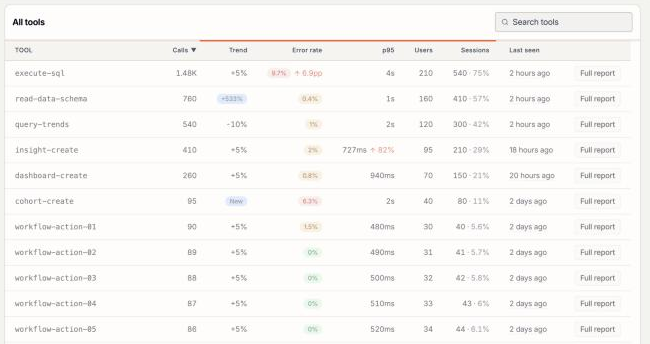 All tools
Search tools
TOOL Calls ▼ Trend Error rate p95 Users Sessions Last seen
execute-sql 1.48K +5% 9.7% ↑ 6.9pp 4s 210 540 · 75% 2 hours ago Full report
read-data-schema 760 +533% 0.4% 1s 160 410 · 57% 2 hours ago Full report
query-trends 540 -10% 1% 2s 120 300 · 42% 2 hours ago Full report
insight-create 410 +5% 2% 727ms ↑ 82% 95 210 · 29% 18 hours ago Full report
dashboard-create 260 +5% 0.8% 940ms 70 150 · 21% 20 hours ago Full report
cohort-create 95 New 6.3% 2s 40 80 · 11% 2 days ago Full report
workflow-action-01 90 +5% 1.5% 480ms 30 40 · 5.6% 2 days ago Full report
workflow-action-02 89 +5% 0% 490ms 31 41 · 5.7% 2 days ago Full report
workflow-action-03 88 +5% 0% 500ms 32 42 · 5.8% 2 days ago Full report
workflow-action-04 87 +5% 0% 510ms 33 43 · 6% 2 days ago Full report
workflow-action-05 86 +5% 0% 520ms 34 44 · 6.1% 2 days ago Full report